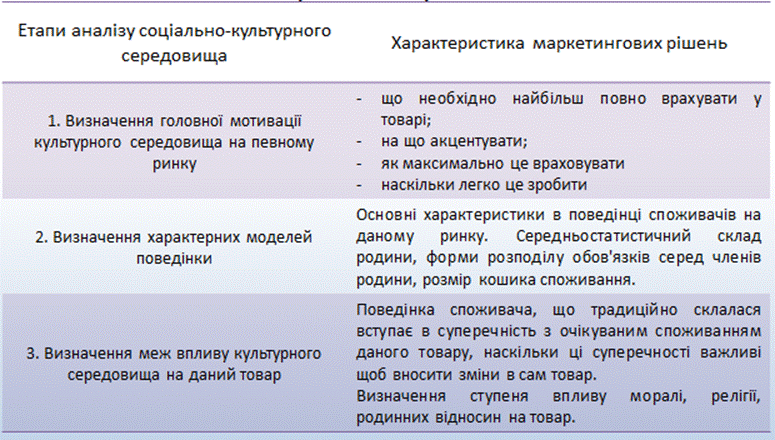 Етапи аналізу соціально-культурного
середовища
Характеристика маркетингових рішень
1. Визначення головної мотивації
культурного середовища на певному
ринку
- що необхідно найбільш повно врахувати у
товарі;
- на що акцентувати;
- як максимально це враховувати
- наскільки легко це зробити
2. Визначення характерних моделей
поведінки
Основні характеристики в поведінці споживачів на
даному ринку. Середньостатистичний склад
родини, форми розподілу обов'язків серед членів
родини, розмір кошика споживання.
3. Визначення меж впливу культурного
середовища на даний товар
Поведінка споживача, що традиційно склалася
вступає в суперечність з очікуваним споживанням
даного товару, наскільки ці суперечності важливі
щоб вносити зміни в сам товар.
Визначення ступеня впливу моралі, релігії,
родинних відносин на товар.